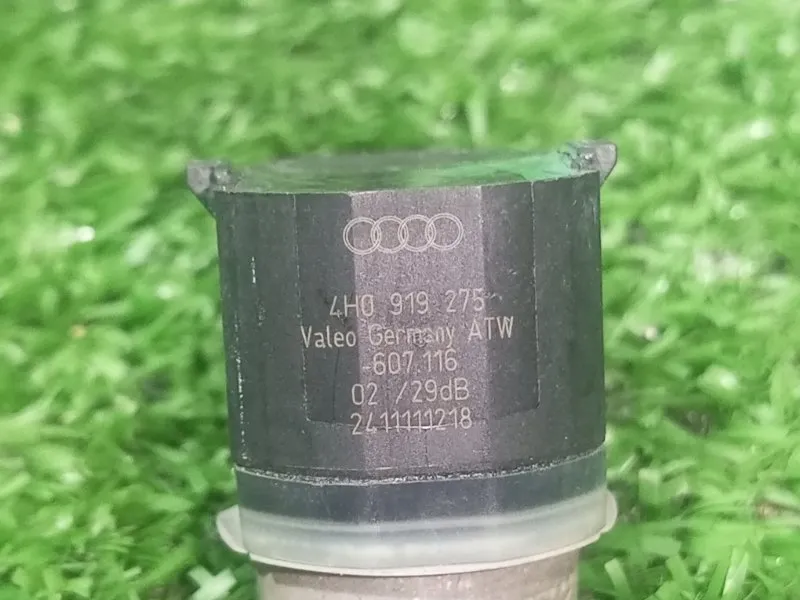 4H0 919 275
Valeo Germany ATW
-607.116
02 /29dB
2411111218